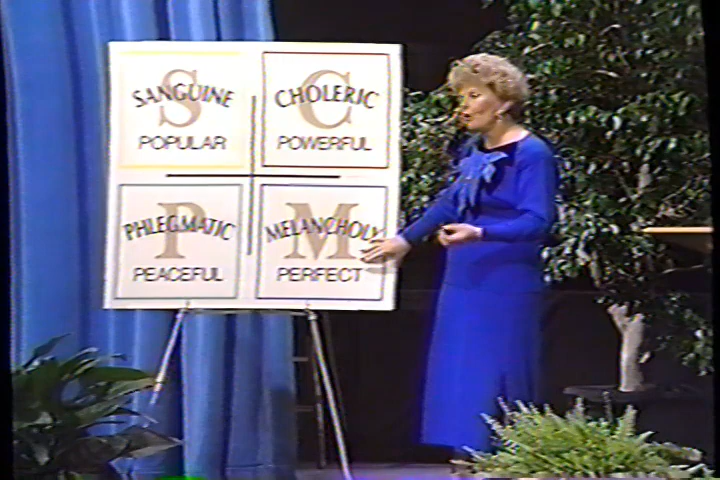 S
SANGUINE
POPULAR
C
CHOLERIC
POWERFUL
P
PHLEGMATIC
PEACEFUL
M
MELANCHOLY
PERFECT